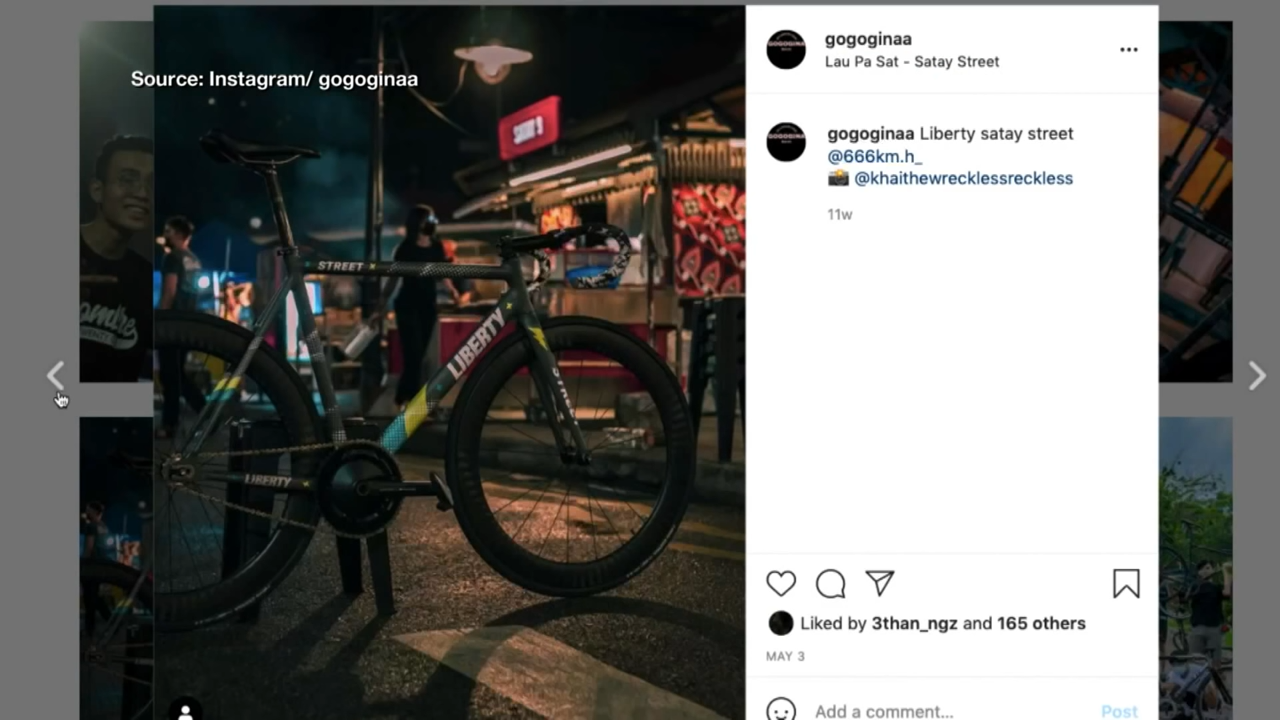 Source: Instagram/ gogoginaa
STREET
LIBERTY
LIBERTY
gogoginaa
Lau Pa Sat - Satay Street
gogoginaa Liberty satay street
@666km.h_
📸 @khaithewrecklessreckless
11w
Liked by 3than_ngz and 165 others
MAY 3
Add a comment...
Post